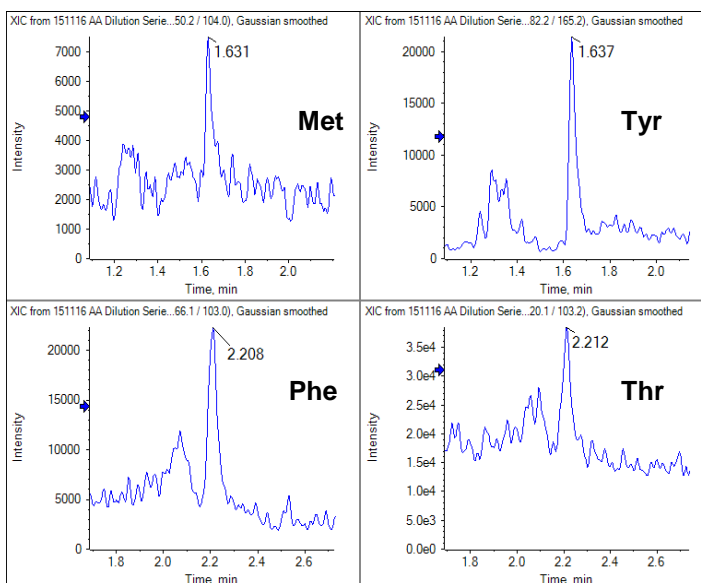 XIC from 151116 AA Dilution Serie...50.2 / 104.0), Gaussian smoothed
7000
6000
5000
4000
3000
2000
1000
0
Intensity
1.631
Met
1.2
1.4
1.6
1.8
2.0
Time, min
XIC from 151116 AA Dilution Serie...82.2 / 165.2), Gaussian smoothed
20000
15000
10000
5000
0
Intensity
1.637
Tyr
1.2
1.4
1.6
1.8
2.0
Time, min
XIC from 151116 AA Dilution Serie...66.1 / 103.0), Gaussian smoothed
20000
15000
10000
5000
0
Intensity
2.208
Phe
1.8
2.0
2.2
2.4
2.6
Time, min
XIC from 151116 AA Dilution Serie...20.1 / 103.2), Gaussian smoothed
3.5e4
3.0e4
2.5e4
2.0e4
1.5e4
1.0e4
5.0e3
0.0e0
Intensity
2.212
Thr
1.8
2.0
2.2
2.4
2.6
Time, min